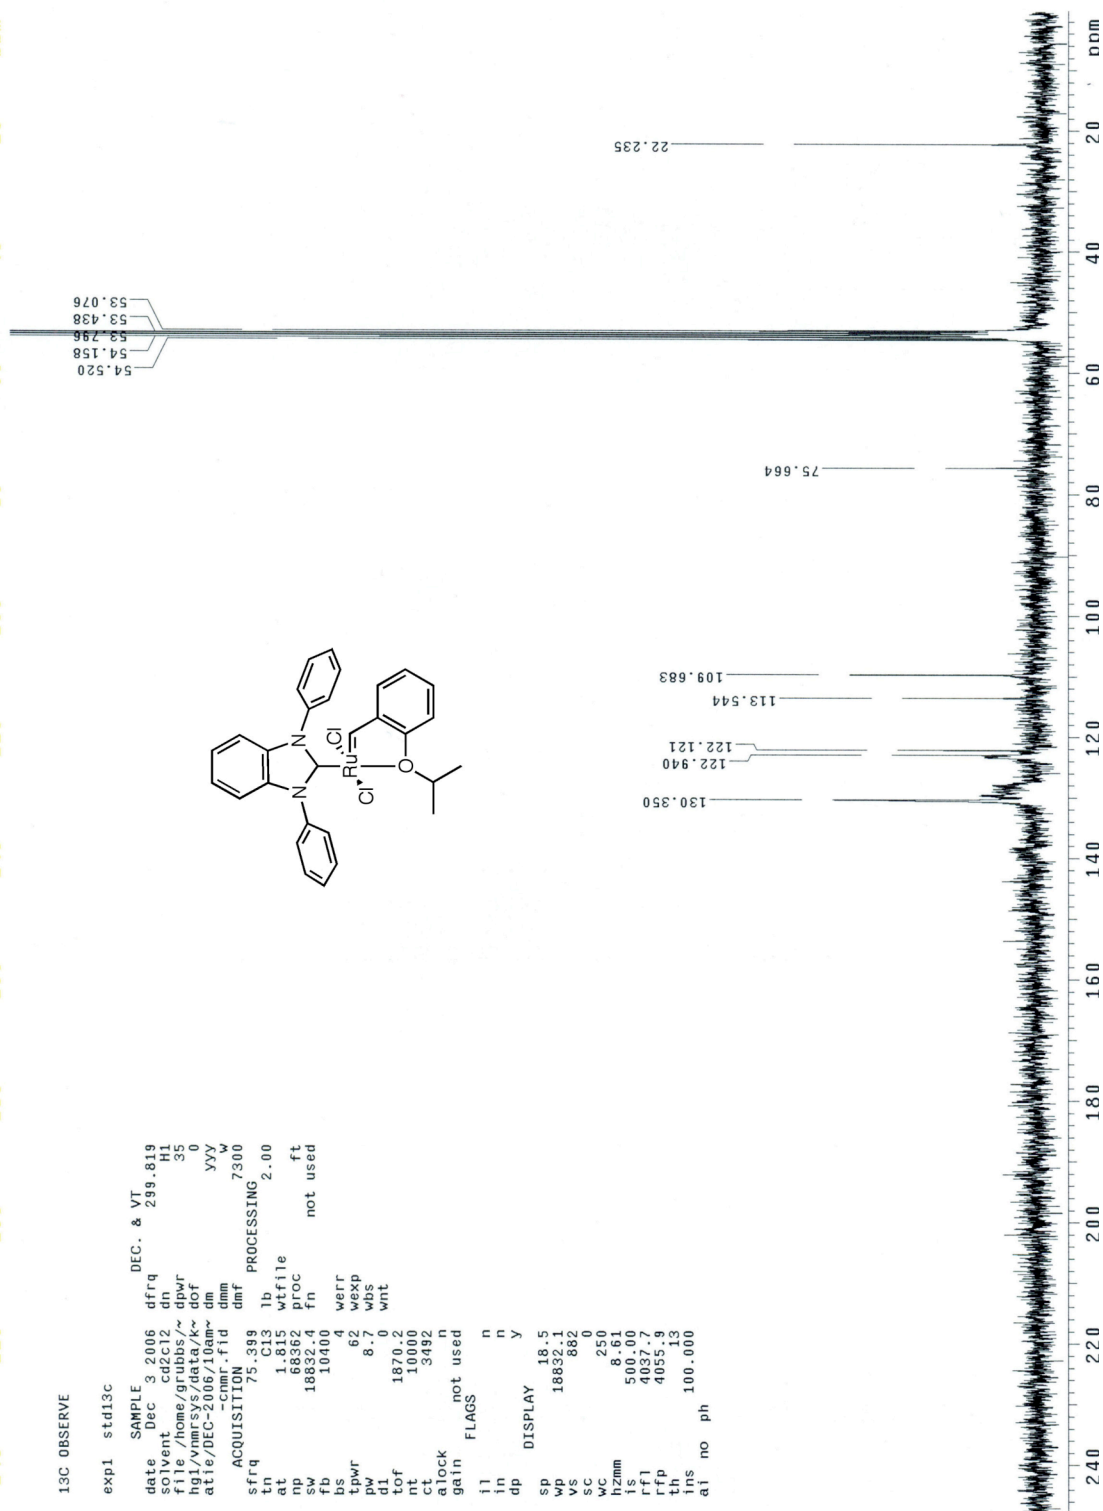 13C OBSERVE
exp1 std13c
SAMPLE DEC. & VT
date Dec 3 2006 dfrq 299.819
solvent cd2cl2 dn H1
file /home/grubbs/~ dpwr 35
hg1/vnmrsys/data/k~ dof 0
atie/DEC-2006/10am~ dm yyy
-cnmr.fid dmm w
ACQUISITION dmf 7300
sfrq 75.399 PROCESSING
tn C13 lb 2.00
at 1.815 wtfile
np 68362 proc ft
sw 18832.4 fn not used
fb 10400
bs 4 werr
tpwr 62 wexp
pw 8.7 wbs
d1 0 wnt
tof 1870.2
nt 10000
ct 3492
alock n
gain not used
FLAGS
il n
in n
dp y
DISPLAY
sp 18.5
wp 18832.1
vs 882
sc 0
wc 250
hzmm 8.61
is 500.00
rfl 4037.7
rfp 4055.9
th 13
ins 100.000
ai no ph
N
N
Ru
Cl
Cl
O
130.350
122.940
122.121
113.544
109.683
75.664
54.520
54.158
53.796
53.438
53.076
22.235
240 220 200 180 160 140 120 100 80 60 40 20 ppm